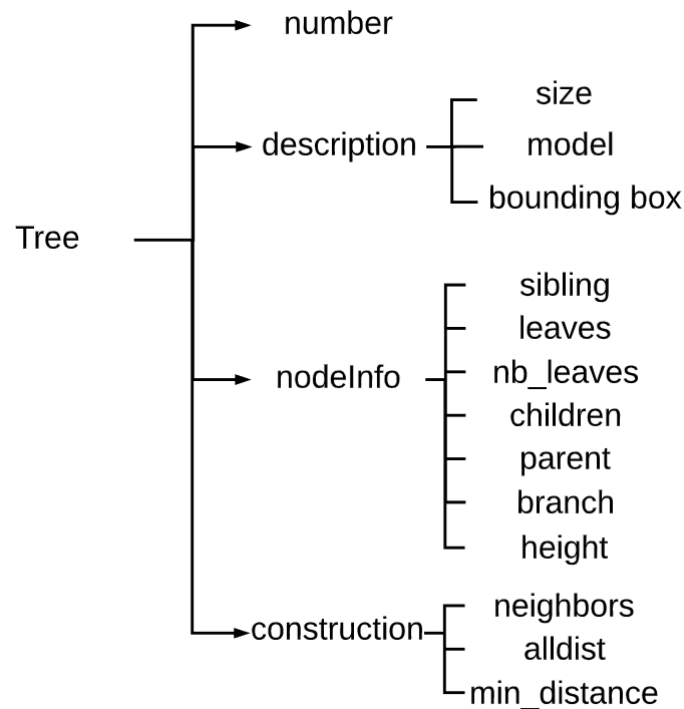 number
size
description
model
bounding box
Tree
sibling
leaves
nodeInfo
nb_leaves
children
parent
branch
height
neighbors
construction
alldist
min_distance